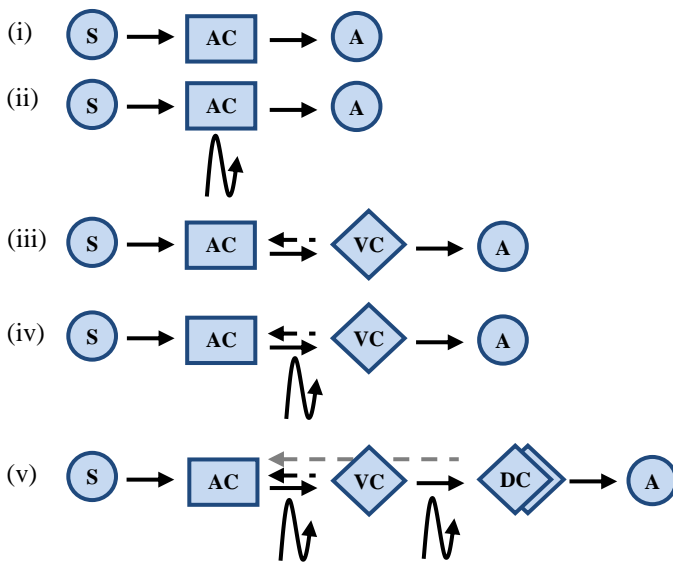 (i) S AC A
(ii) S AC A
(iii) S AC VC A
(iv) S AC VC A
(v) S AC VC DC A